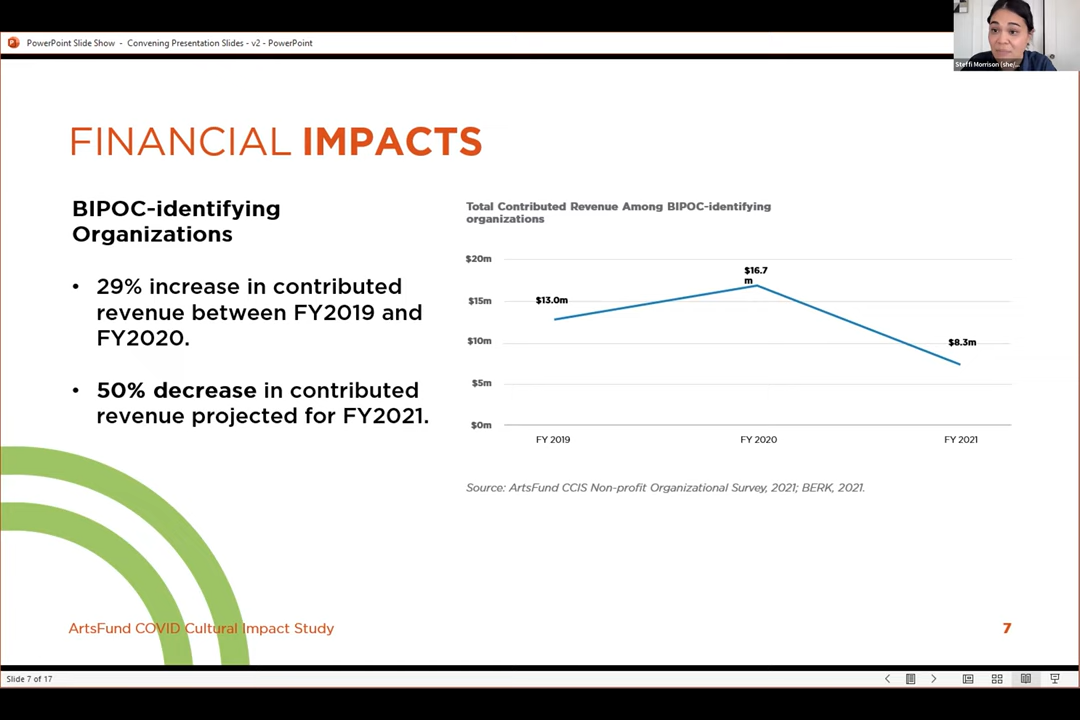 PowerPoint Slide Show - Convening Presentation Slides - v2 - PowerPoint
Steffi Morrison (she/...
FINANCIAL IMPACTS
BIPOC-identifying
Organizations
• 29% increase in contributed
revenue between FY2019 and
FY2020.
• 50% decrease in contributed
revenue projected for FY2021.
Total Contributed Revenue Among BIPOC-identifying
organizations
$20m
$15m
$10m
$5m
$0m
$13.0m
$16.7
m
$8.3m
FY 2019
FY 2020
FY 2021
Source: ArtsFund CCIS Non-profit Organizational Survey, 2021; BERK, 2021.
ArtsFund COVID Cultural Impact Study
7
Slide 7 of 17